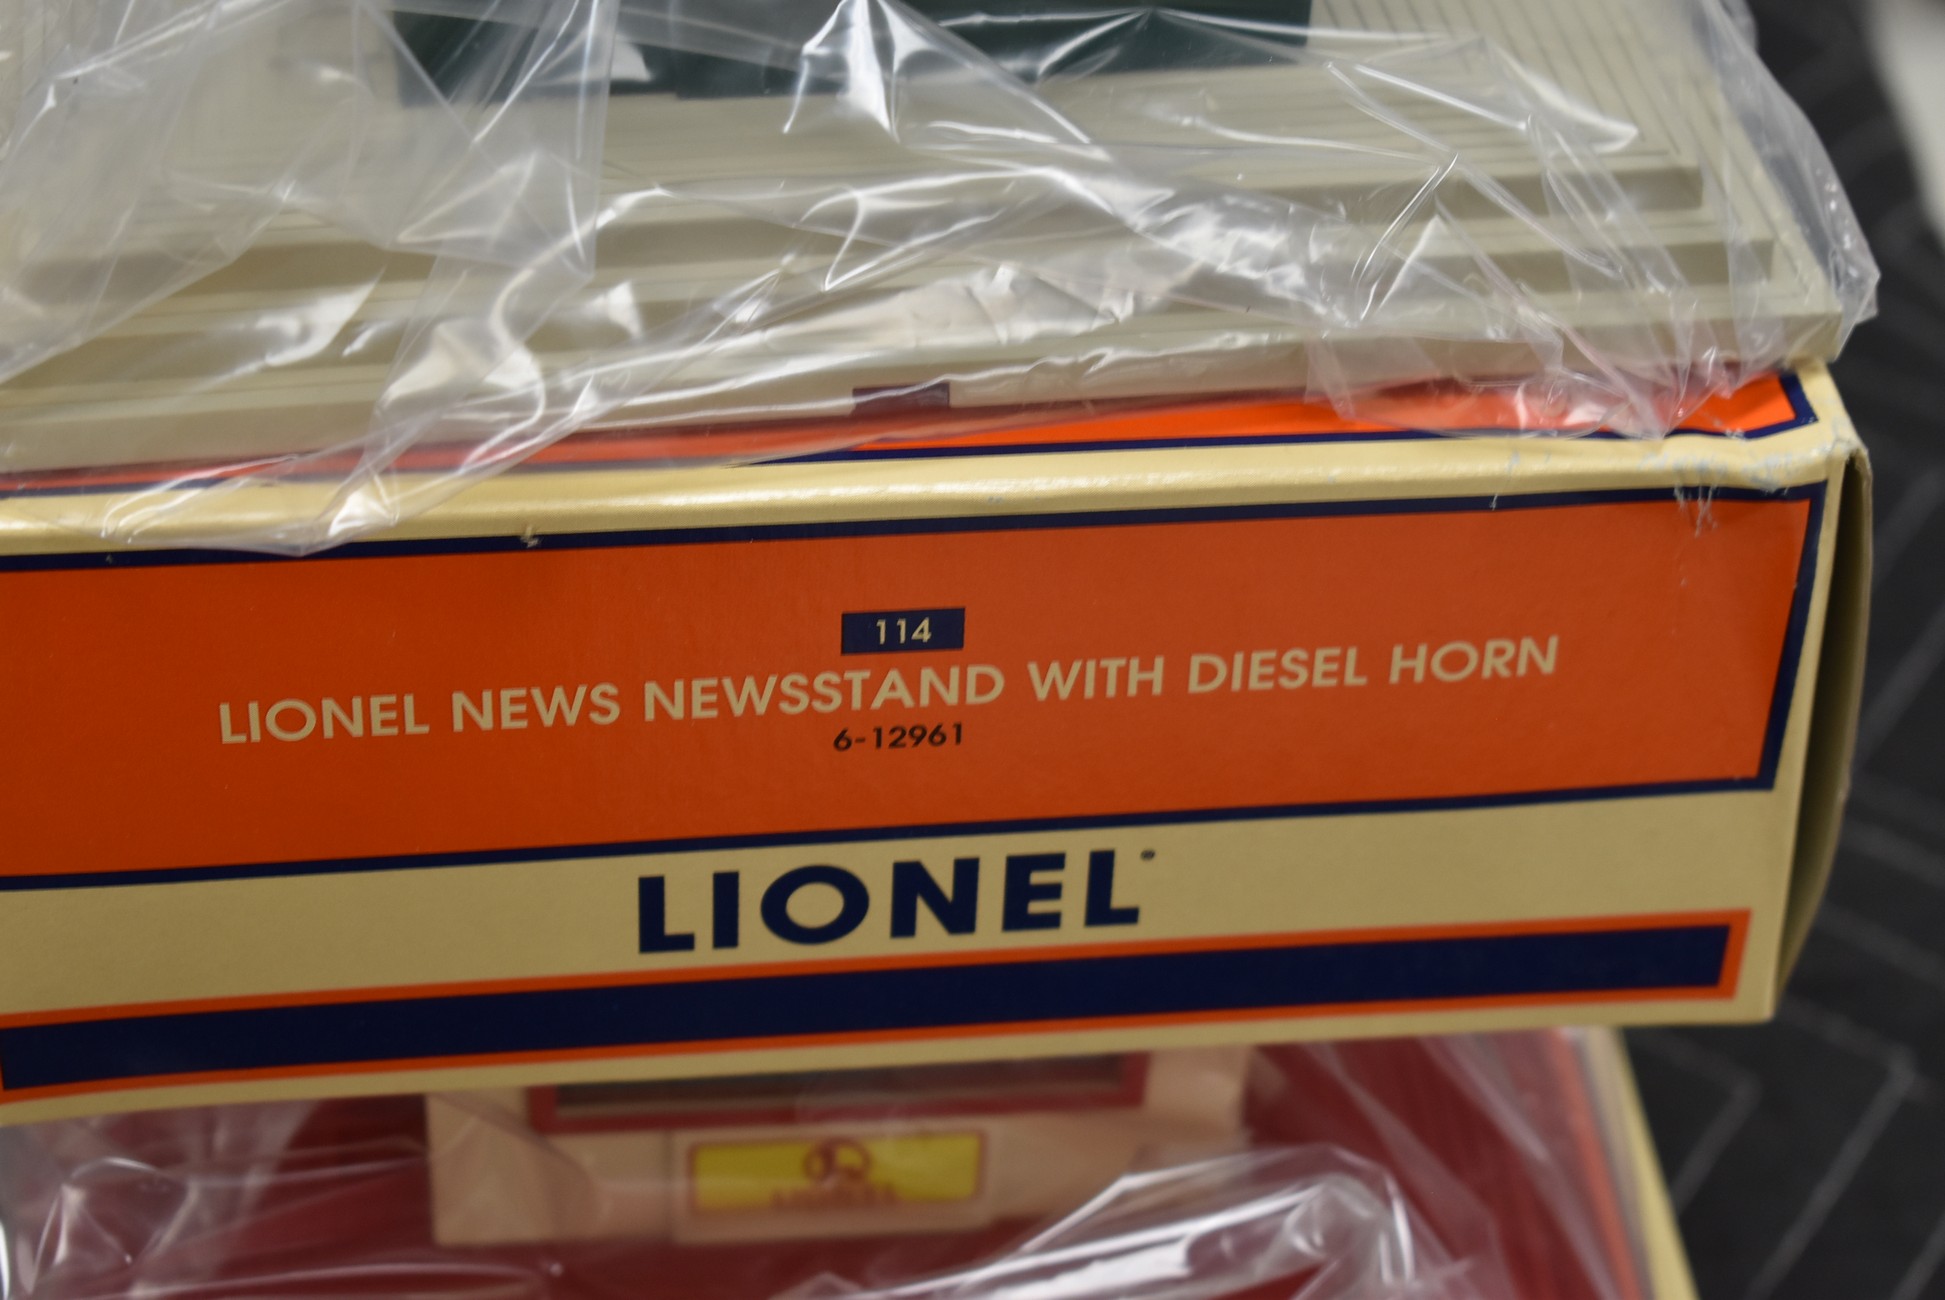 114
LIONEL NEWS NEWSSTAND WITH DIESEL HORN
6-12961
LIONEL